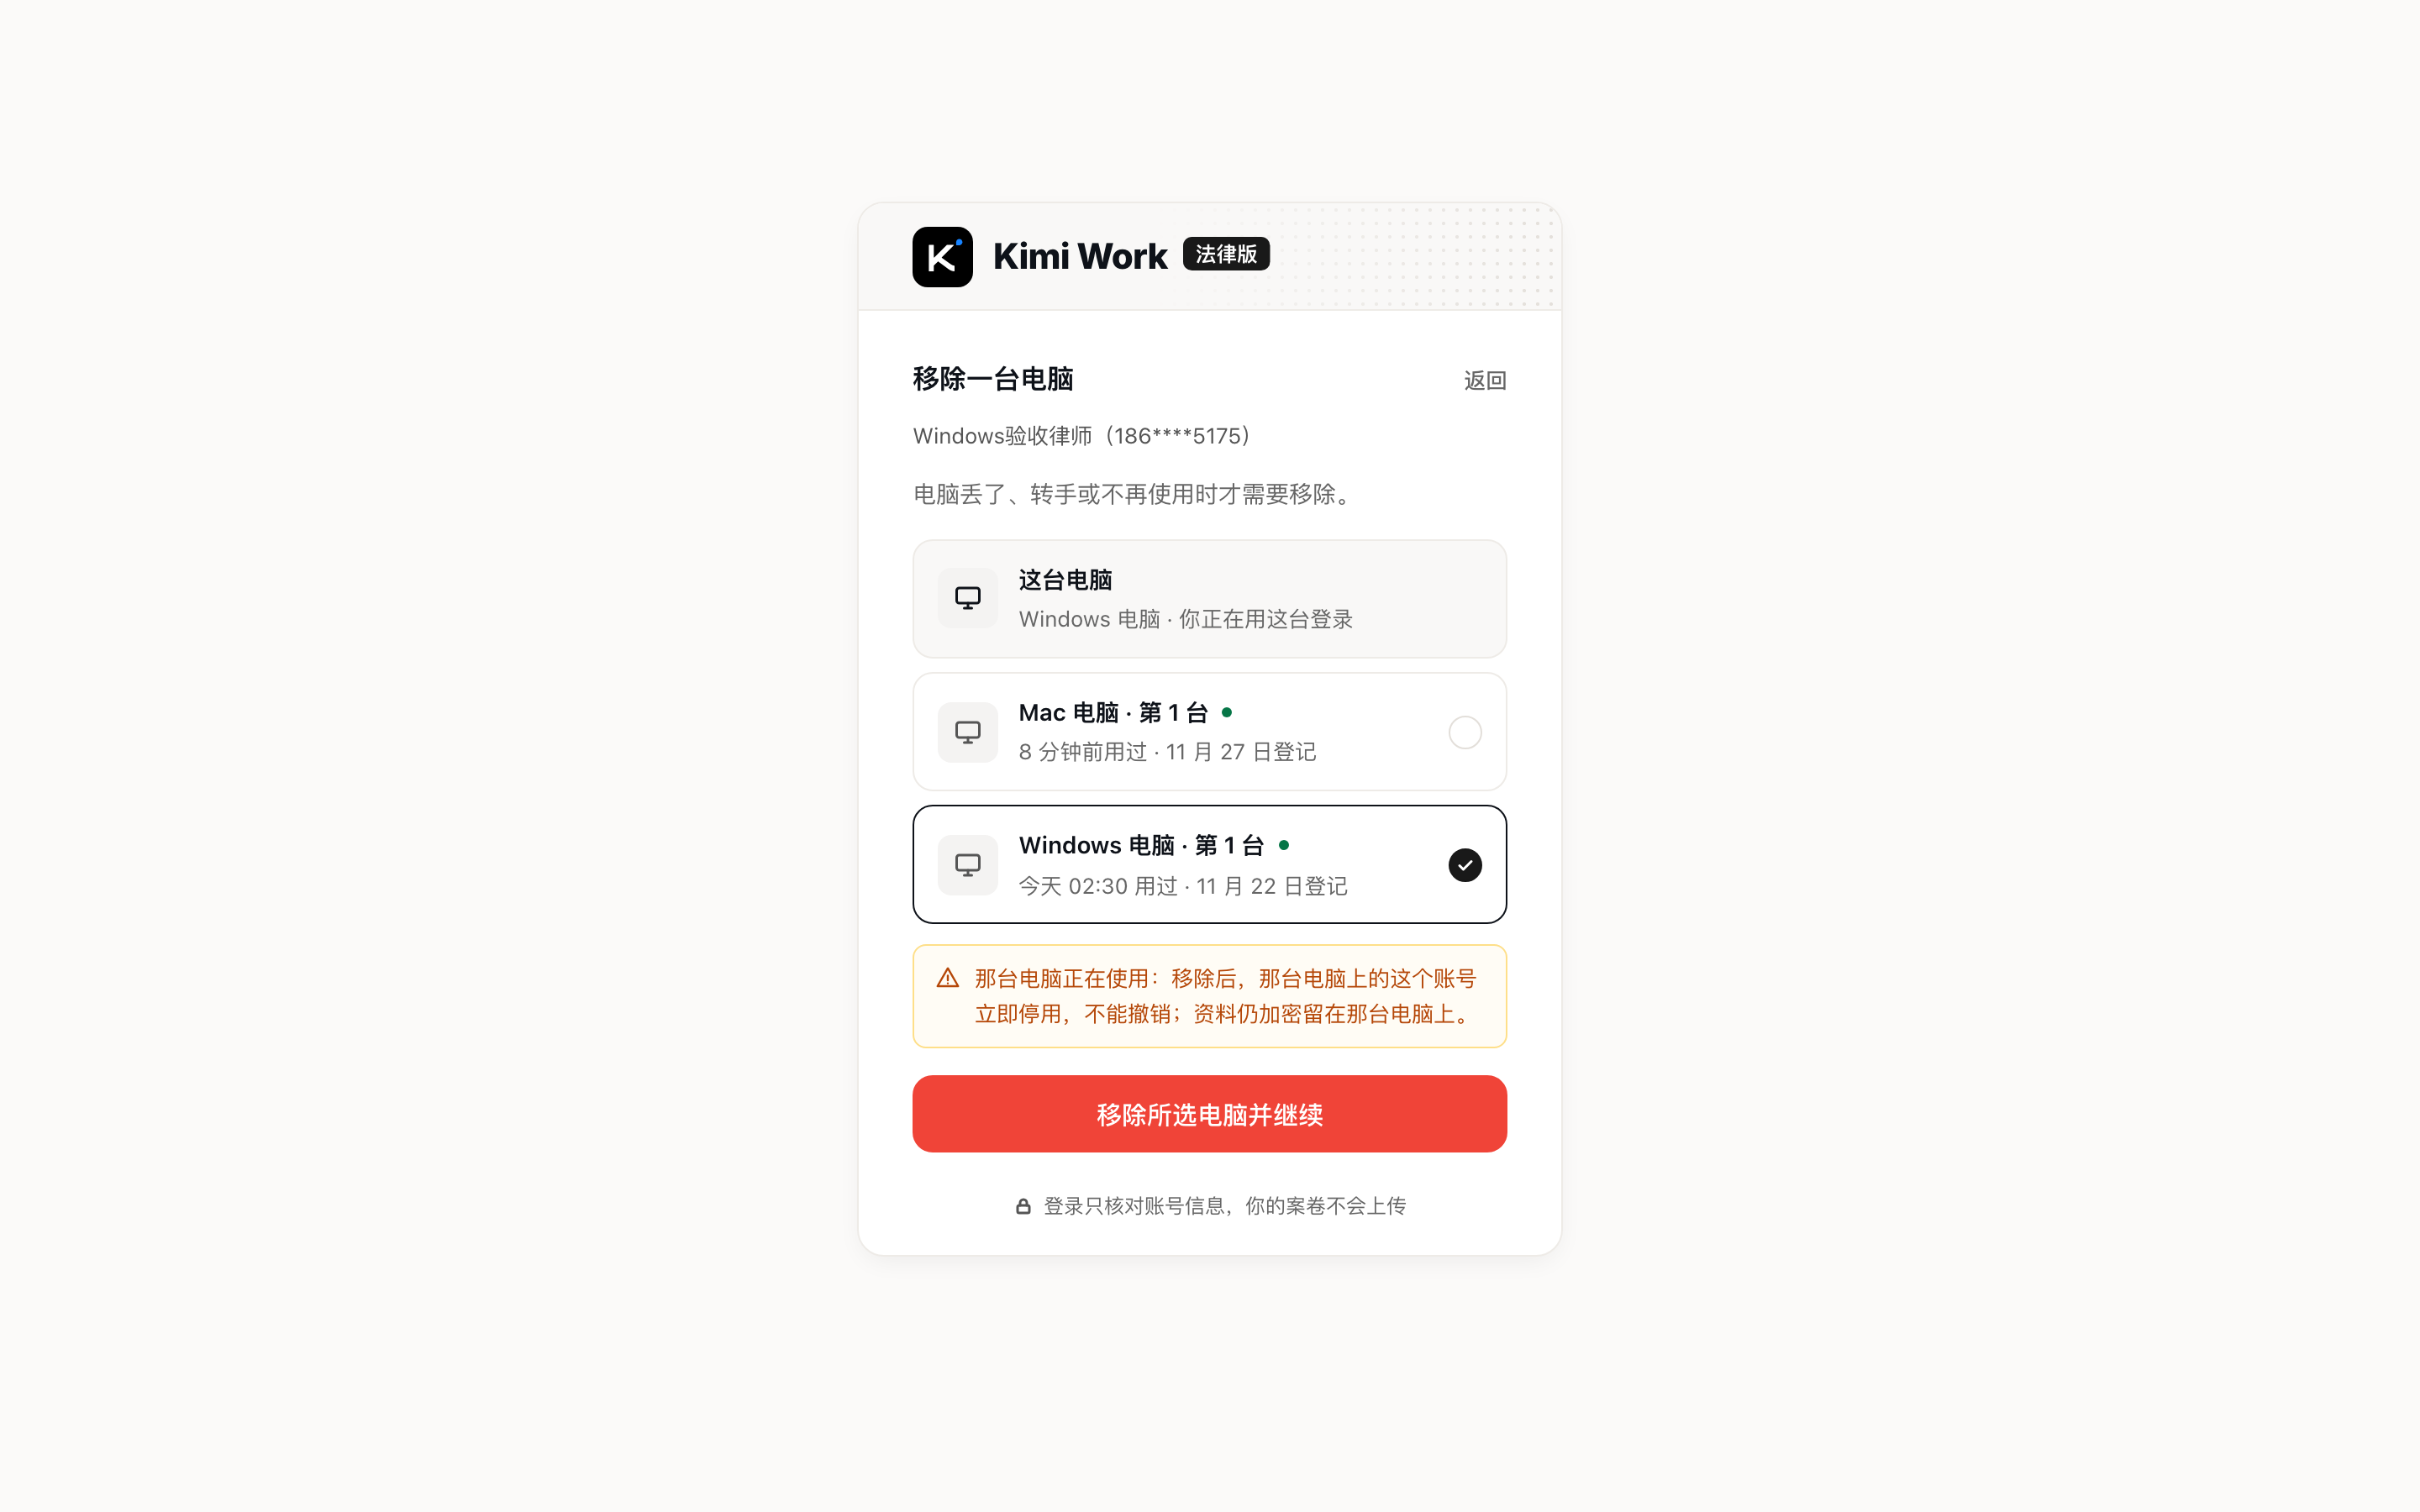 Kimi Work 法律版
移除一台电脑 返回
Windows验收律师（186****5175）
电脑丢了、转手或不再使用时才需要移除。
这台电脑
Windows 电脑 · 你正在用这台登录
Mac 电脑 · 第 1 台
8 分钟前用过 · 11 月 27 日登记
Windows 电脑 · 第 1 台
今天 02:30 用过 · 11 月 22 日登记
那台电脑正在使用：移除后，那台电脑上的这个账号
立即停用，不能撤销；资料仍加密留在那台电脑上。
移除所选电脑并继续
登录只核对账号信息，你的案卷不会上传